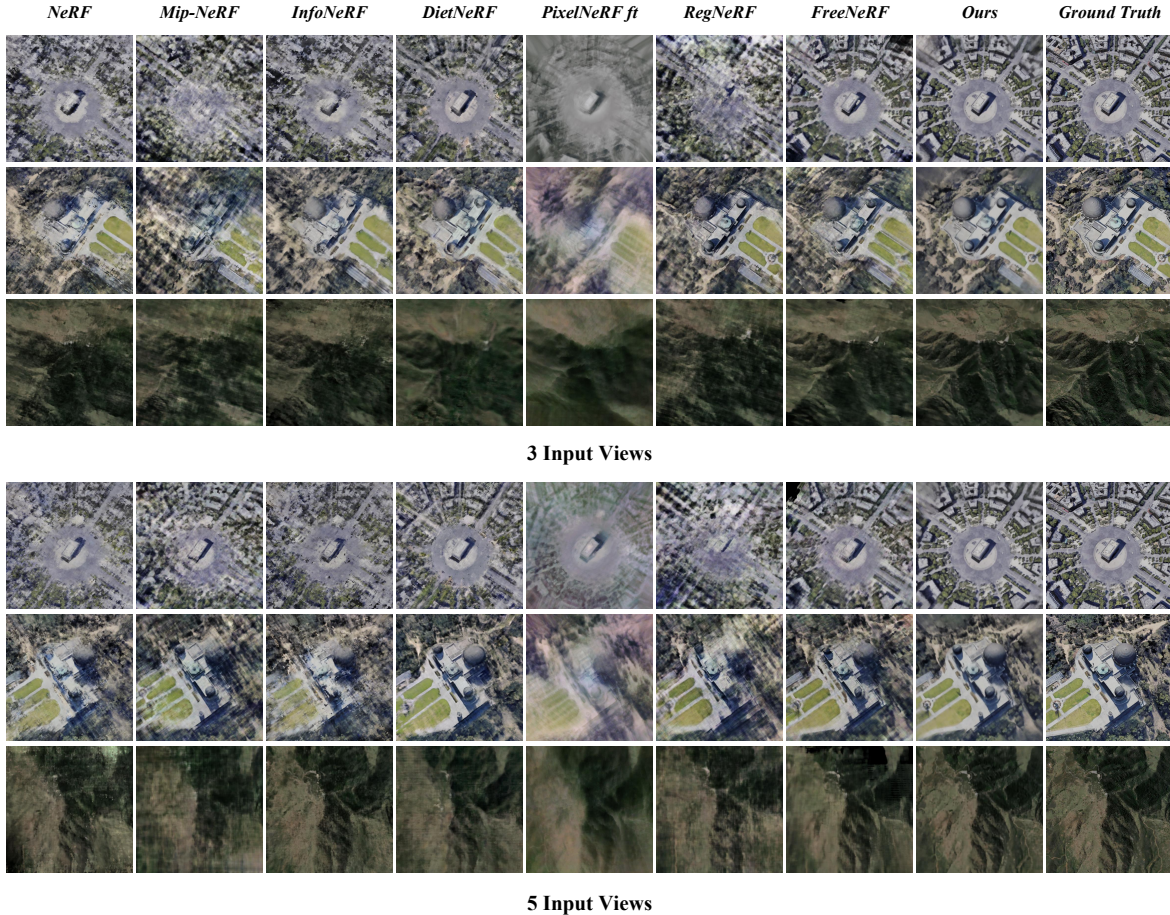 NeRF Mip-NeRF InfoNeRF DietNeRF PixelNeRF ft RegNeRF FreeNeRF Ours Ground Truth
3 Input Views
5 Input Views